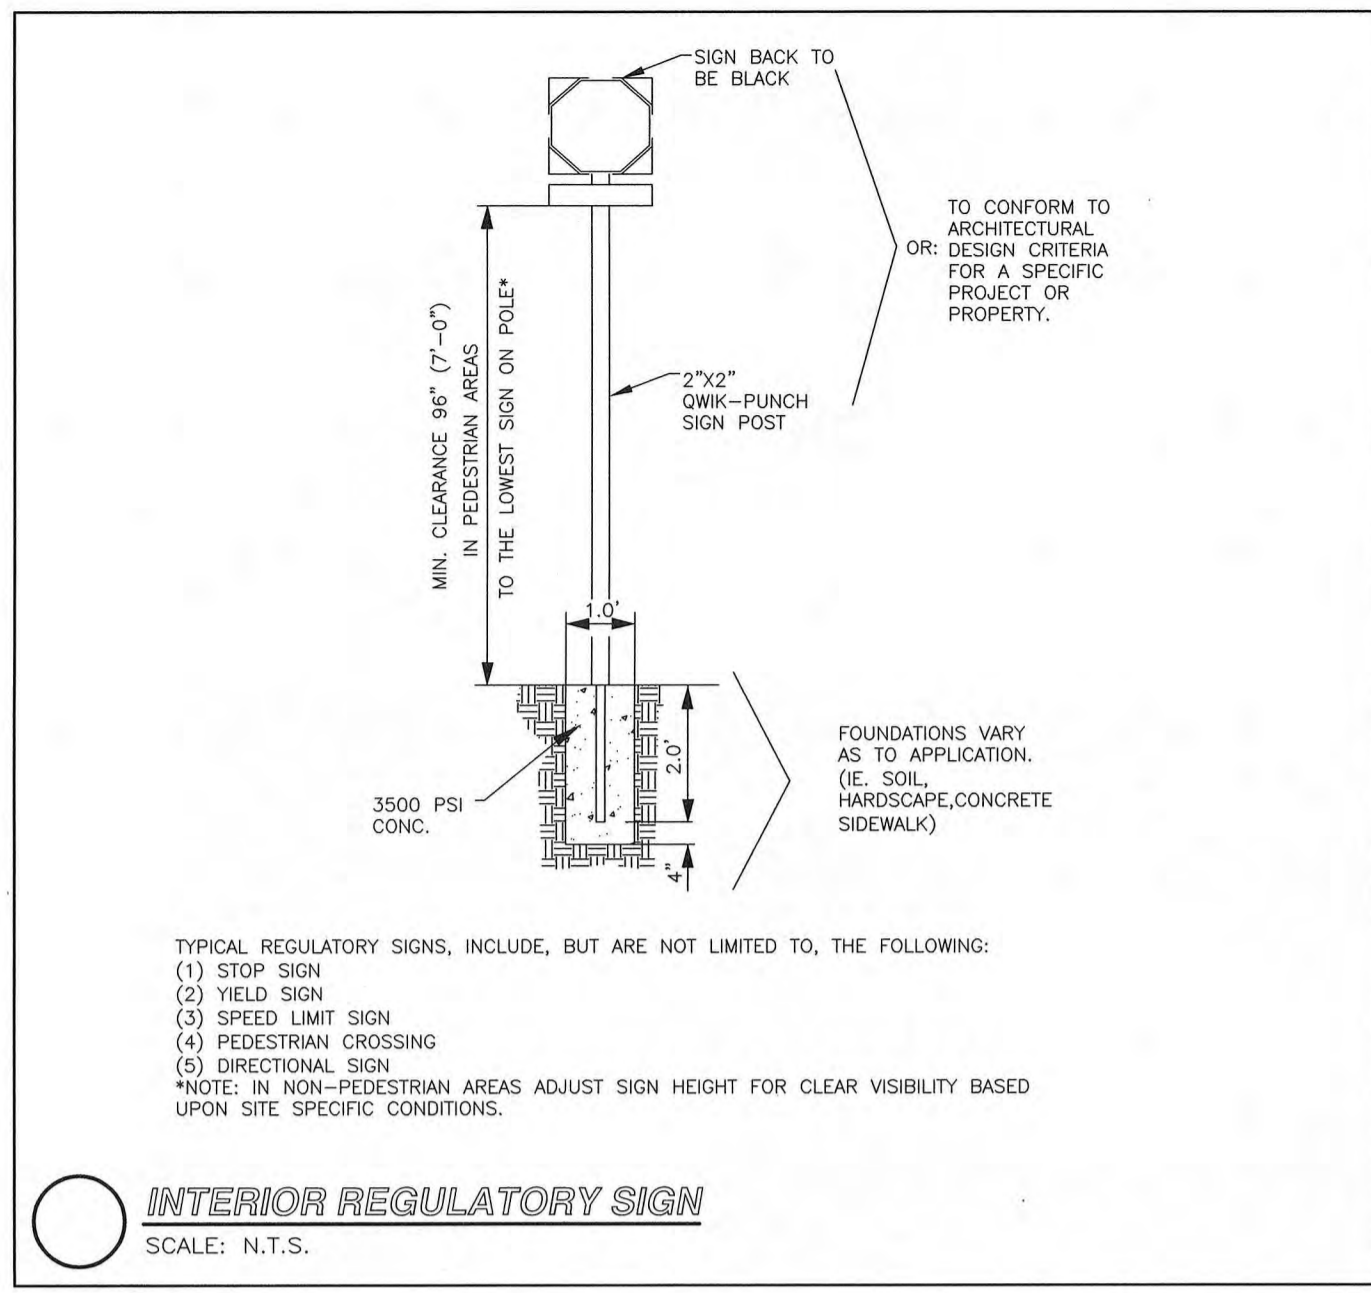 SIGN BACK TO
BE BLACK
TO CONFORM TO
ARCHITECTURAL
OR: DESIGN CRITERIA
FOR A SPECIFIC
PROJECT OR
PROPERTY.
MIN. CLEARANCE 96" (7'-0")
IN PEDESTRIAN AREAS
TO THE LOWEST SIGN ON POLE*
2"X2"
QWIK-PUNCH
SIGN POST
1.0'
2.0'
4"
3500 PSI
CONC.
FOUNDATIONS VARY
AS TO APPLICATION.
(IE. SOIL,
HARDSCAPE,CONCRETE
SIDEWALK)
TYPICAL REGULATORY SIGNS, INCLUDE, BUT ARE NOT LIMITED TO, THE FOLLOWING:
(1) STOP SIGN
(2) YIELD SIGN
(3) SPEED LIMIT SIGN
(4) PEDESTRIAN CROSSING
(5) DIRECTIONAL SIGN
*NOTE: IN NON-PEDESTRIAN AREAS ADJUST SIGN HEIGHT FOR CLEAR VISIBILITY BASED
UPON SITE SPECIFIC CONDITIONS.
INTERIOR REGULATORY SIGN
SCALE: N.T.S.